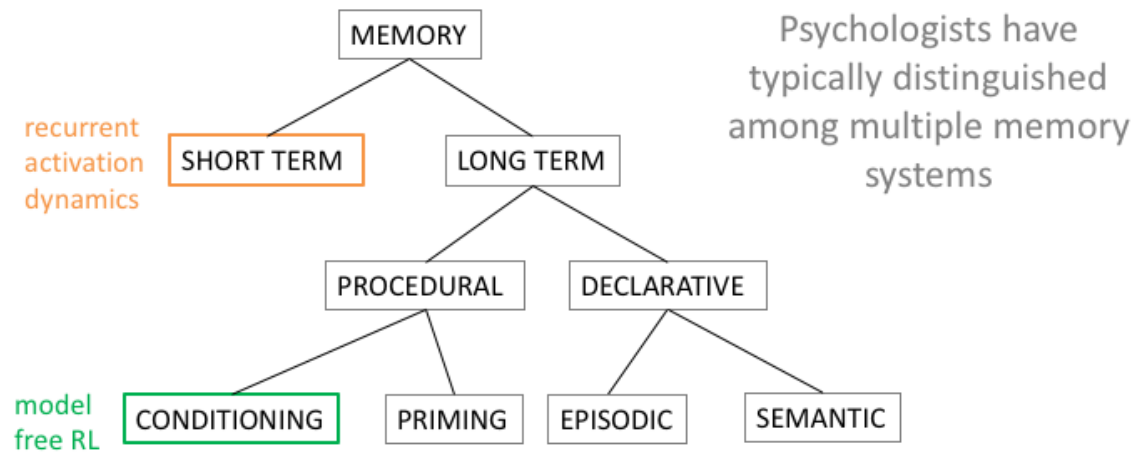 MEMORY
Psychologists have
typically distinguished
among multiple memory
systems
recurrent
activation
dynamics
SHORT TERM
LONG TERM
PROCEDURAL
DECLARATIVE
model
free RL
CONDITIONING
PRIMING
EPISODIC
SEMANTIC